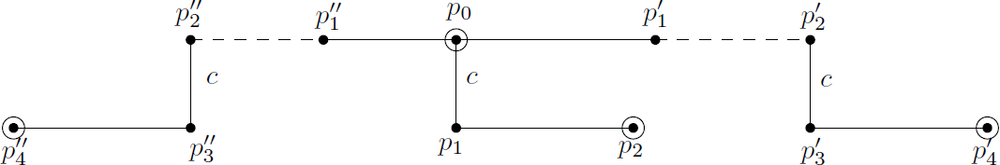 p₂″ p₁″ p₀ p₁′ p₂′
c c c
p₄″ p₃″ p₁ p₂ p₃′ p₄′